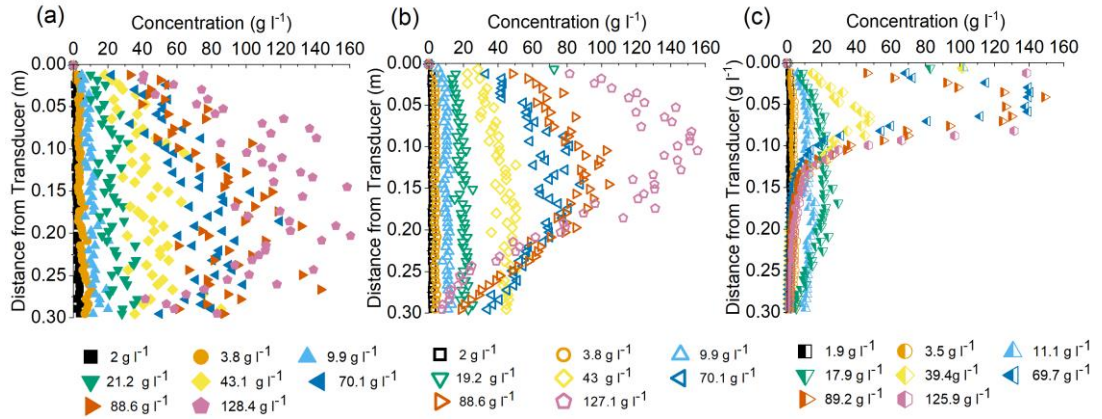 (a)
Concentration (g l⁻¹)
0 20 40 60 80 100 120 140 160
Distance from Transducer (m)
0.00
0.05
0.10
0.15
0.20
0.25
0.30
2 g l⁻¹ 3.8 g l⁻¹ 9.9 g l⁻¹
21.2 g l⁻¹ 43.1 g l⁻¹ 70.1 g l⁻¹
88.6 g l⁻¹ 128.4 g l⁻¹
(b)
Concentration (g l⁻¹)
0 20 40 60 80 100 120 140 160
Distance from Transducer (m)
0.00
0.05
0.10
0.15
0.20
0.25
0.30
2 g l⁻¹ 3.8 g l⁻¹ 9.9 g l⁻¹
19.2 g l⁻¹ 43 g l⁻¹ 70.1 g l⁻¹
88.6 g l⁻¹ 127.1 g l⁻¹
(c)
Concentration (g l⁻¹)
0 20 40 60 80 100 120 140 160
Distance from Transducer (g l⁻¹)
0.00
0.05
0.10
0.15
0.20
0.25
0.30
1.9 g l⁻¹ 3.5 g l⁻¹ 11.1 g l⁻¹
17.9 g l⁻¹ 39.4 g l⁻¹ 69.7 g l⁻¹
89.2 g l⁻¹ 125.9 g l⁻¹